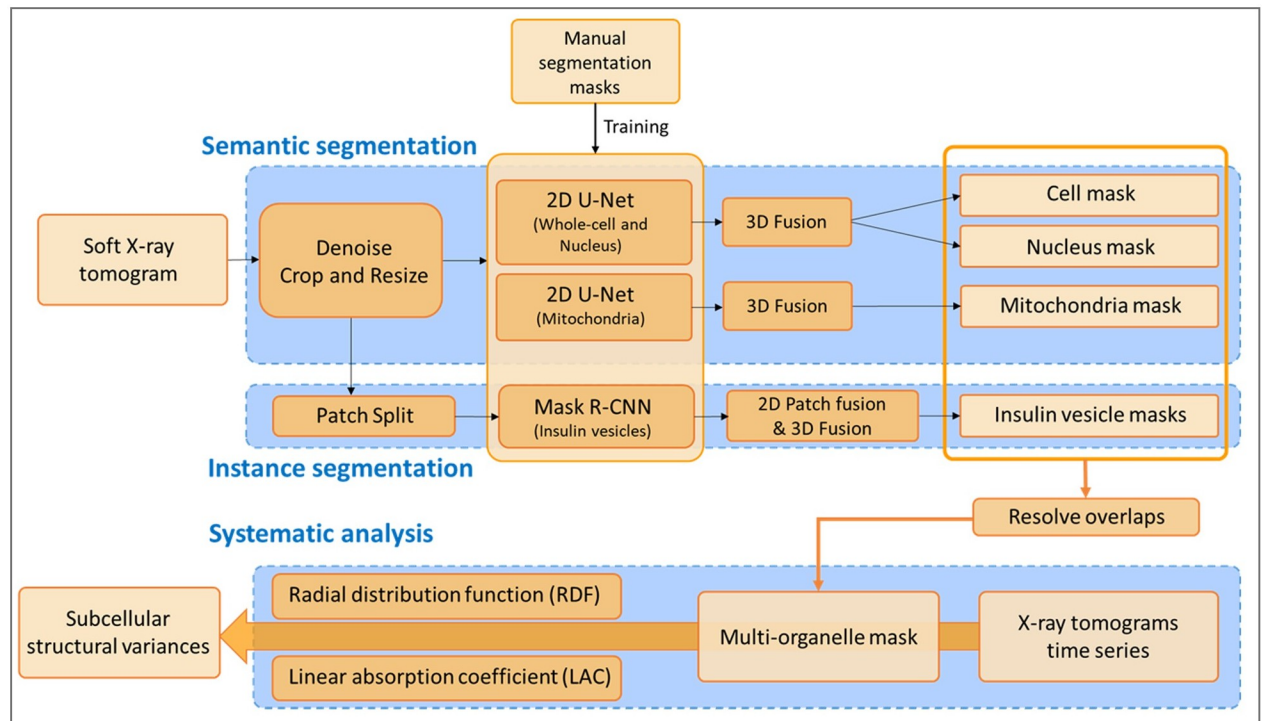 Manual
segmentation
masks
Training
Semantic segmentation
Soft X-ray
tomogram
Denoise
Crop and Resize
2D U-Net
(Whole-cell and
Nucleus)
3D Fusion
Cell mask
Nucleus mask
2D U-Net
(Mitochondria)
3D Fusion
Mitochondria mask
Patch Split
Mask R-CNN
(Insulin vesicles)
2D Patch fusion
& 3D Fusion
Insulin vesicle masks
Instance segmentation
Resolve overlaps
Systematic analysis
Subcellular
structural variances
Radial distribution function (RDF)
Linear absorption coefficient (LAC)
Multi-organelle mask
X-ray tomograms
time series